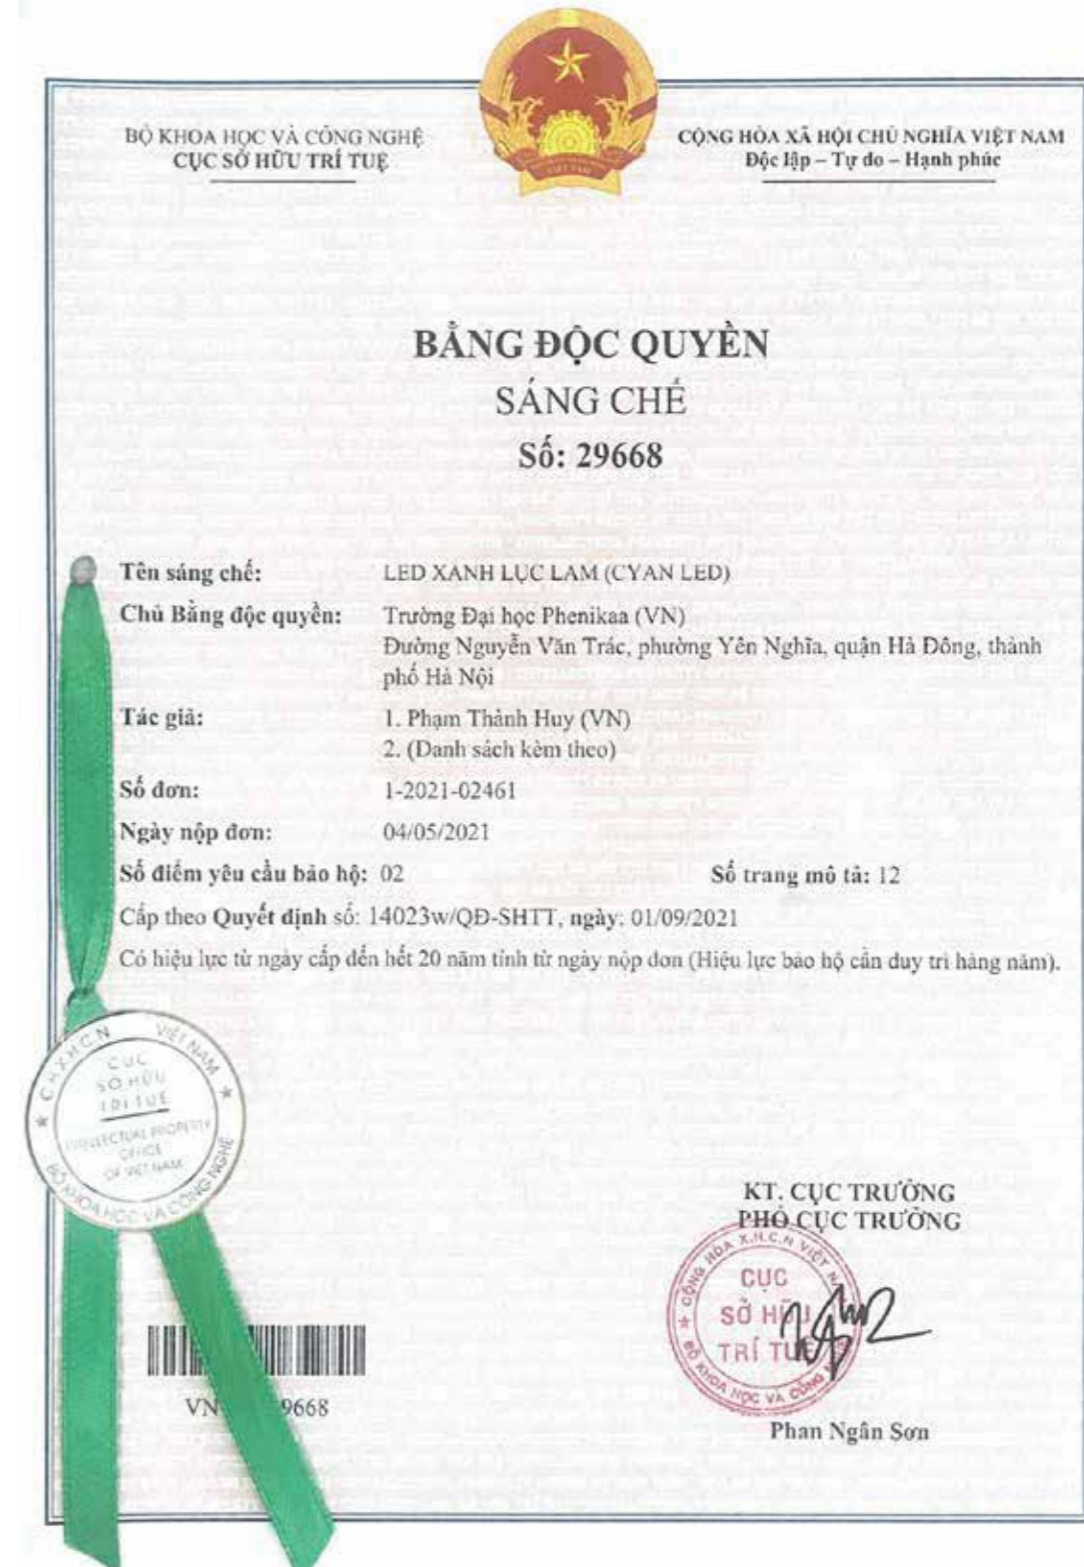 BỘ KHOA HỌC VÀ CÔNG NGHỆ
CỤC SỞ HỮU TRÍ TUỆ
CỘNG HÒA XÃ HỘI CHỦ NGHĨA VIỆT NAM
Độc lập – Tự do – Hạnh phúc
VIỆT NAM
BẰNG ĐỘC QUYỀN
SÁNG CHẾ
Số: 29668
Tên sáng chế: LED XANH LỤC LAM (CYAN LED)
Chủ Bằng độc quyền: Trường Đại học Phenikaa (VN)
Đường Nguyễn Văn Trác, phường Yên Nghĩa, quận Hà Đông, thành
phố Hà Nội
Tác giả: 1. Phạm Thành Huy (VN)
2. (Danh sách kèm theo)
Số đơn: 1-2021-02461
Ngày nộp đơn: 04/05/2021
Số điểm yêu cầu bảo hộ: 02 Số trang mô tả: 12
Cấp theo Quyết định số: 14023w/QĐ-SHTT, ngày: 01/09/2021
Có hiệu lực từ ngày cấp đến hết 20 năm tính từ ngày nộp đơn (Hiệu lực bảo hộ cần duy trì hàng năm).
C.H.X.H.C.N VIỆT NAM
CỤC
SỞ HỮU
TRÍ TUỆ
INTELLECTUAL PROPERTY
OFFICE
OF VIET NAM
BỘ KHOA HỌC VÀ CÔNG NGHỆ
KT. CỤC TRƯỞNG
PHÓ CỤC TRƯỞNG
CỘNG HÒA X.H.C.N VIỆT
CỤC
SỞ HỮU
TRÍ TUỆ
BỘ KHOA HỌC VÀ CÔNG
VN 9668
Phan Ngân Sơn